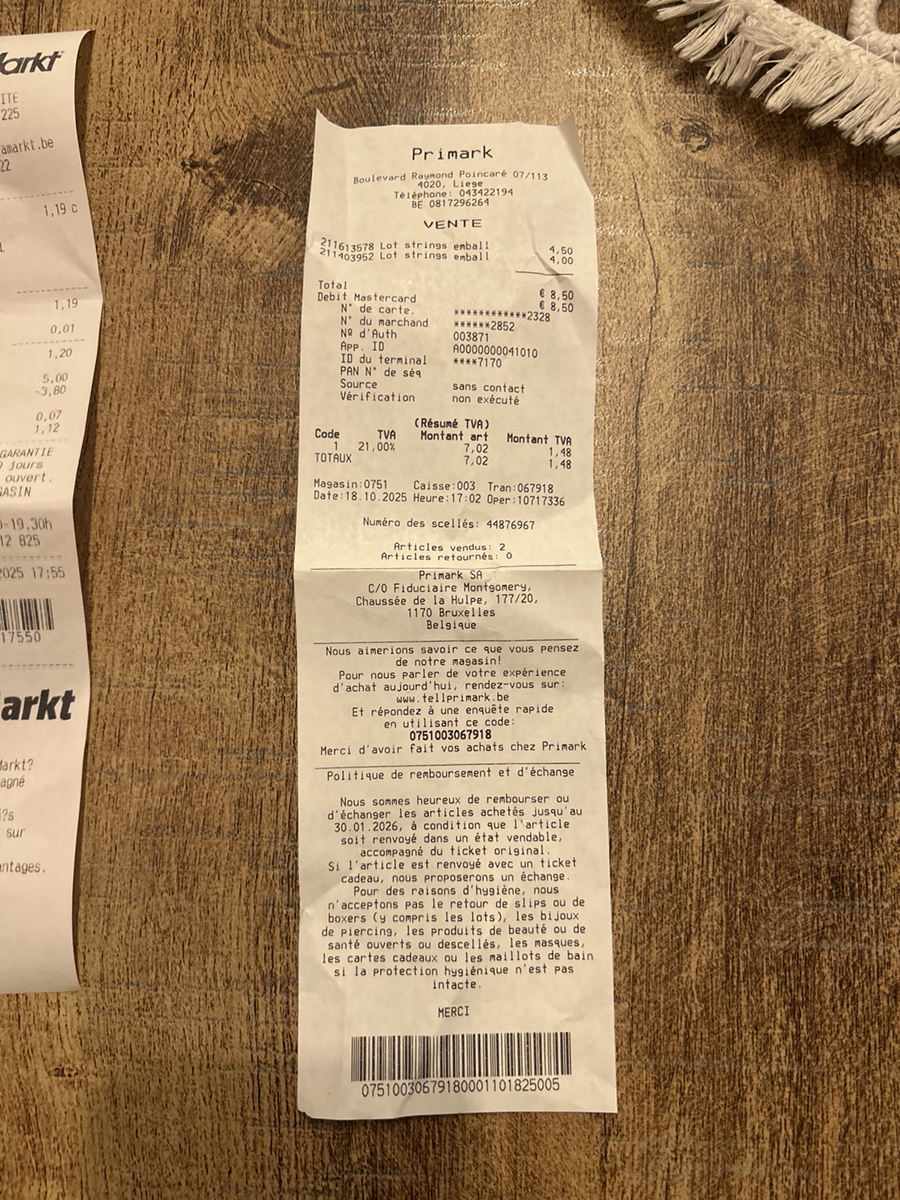 arkt
ITE
225
amarkt.be
22
1,19 c
1,19
0,01
1,20
5,00
-3,80
0,07
1,12
GARANTIE
jours
ouvert.
GASIN
0-19.30h
12 825
2025 17:55
17550
arkt
Markt?
agné
sur
antages.
Primark
Boulevard Raymond Poincaré 07/113
4020, Liege
Téléphone: 043422194
BE 0817296264
VENTE
211613578 Lot strings emball 4,50
211403952 Lot strings emball 4,00
Total € 8,50
Debit Mastercard € 8,50
N° de carte. ************2328
N° du marchand ******2852
Nº d'Auth 003871
App. ID A0000000041010
ID du terminal ****7170
PAN N° de séq
Source sans contact
Vérification non exécuté
(Résumé TVA)
Code TVA Montant art Montant TVA
1 21,00% 7,02 1,48
TOTAUX 7,02 1,48
Magasin:0751 Caisse:003 Tran:067918
Date:18.10.2025 Heure:17:02 Oper:10717336
Numéro des scellés: 44876967
Articles vendus: 2
Articles retournés: 0
Primark SA
C/O Fiduciaire Montgomery,
Chaussée de la Hulpe, 177/20,
1170 Bruxelles
Belgique
Nous aimerions savoir ce que vous pensez
de notre magasin!
Pour nous parler de votre expérience
d'achat aujourd'hui, rendez-vous sur:
www.tellprimark.be
Et répondez à une enquête rapide
en utilisant ce code:
0751003067918
Merci d'avoir fait vos achats chez Primark
Politique de remboursement et d'échange
Nous sommes heureux de rembourser ou
d'échanger les articles achetés jusqu'au
30.01.2026, à condition que l'article
soit renvoyé dans un état vendable,
accompagné du ticket original.
Si l'article est renvoyé avec un ticket
cadeau, nous proposerons un échange.
Pour des raisons d'hygiène, nous
n'acceptons pas le retour de slips ou de
boxers (y compris les lots), les bijoux
de piercing, les produits de beauté ou de
santé ouverts ou descellés, les masques,
les cartes cadeaux ou les maillots de bain
si la protection hygiénique n'est pas
intacte.
MERCI
07510030679180001101825005